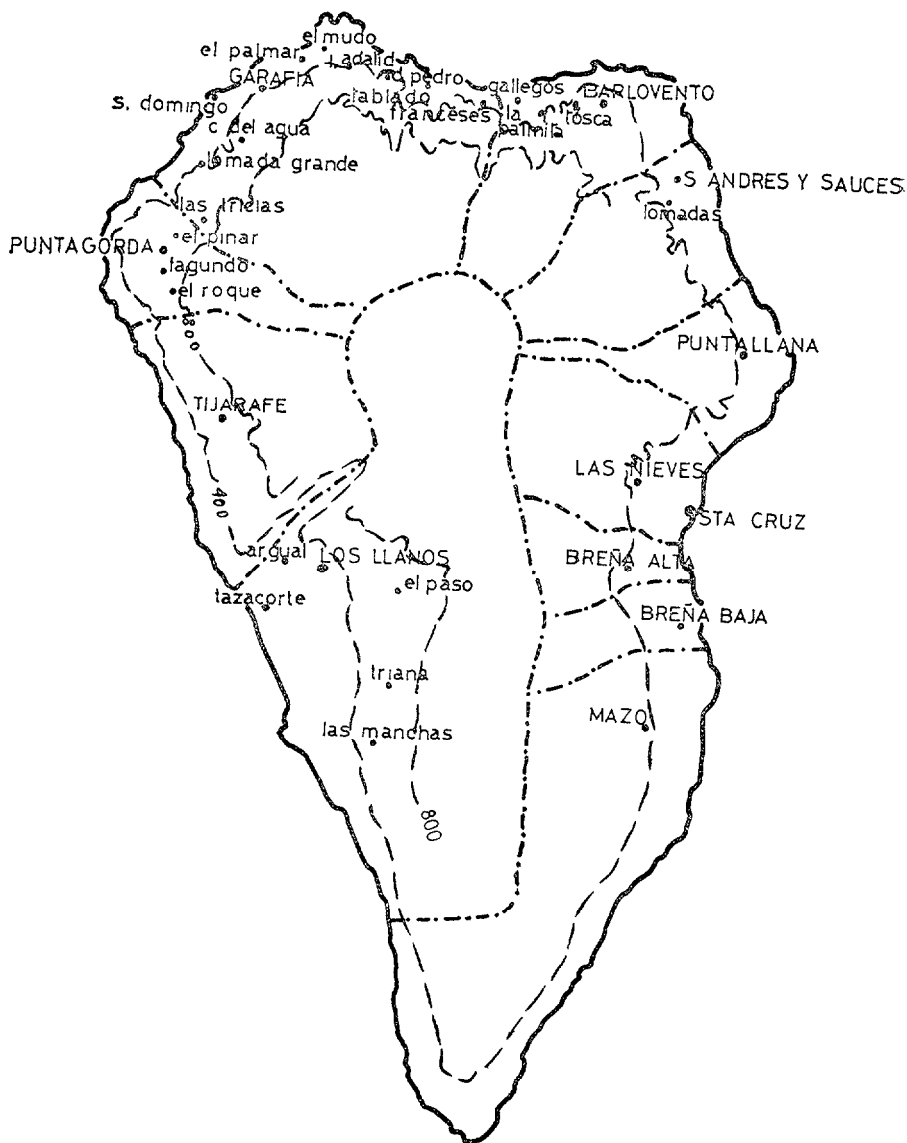 el mudo
el palmar
Ladalid
GARAFIA
d pedro
gallegos
BARLOVENTO
tablado
s. domingo
franceses
la
tosca
palmita
c del agua
lomada grande
S ANDRES Y SAUCES
las tricias
lomadas
el pinar
PUNTAGORDA
fagundo
el roque
800
PUNTALLANA
TIJARAFE
LAS NIEVES
400
STA CRUZ
argual
LOS LLANOS
BREÑA ALTA
el paso
tazacorte
BREÑA BAJA
triana
MAZO
las manchas
800